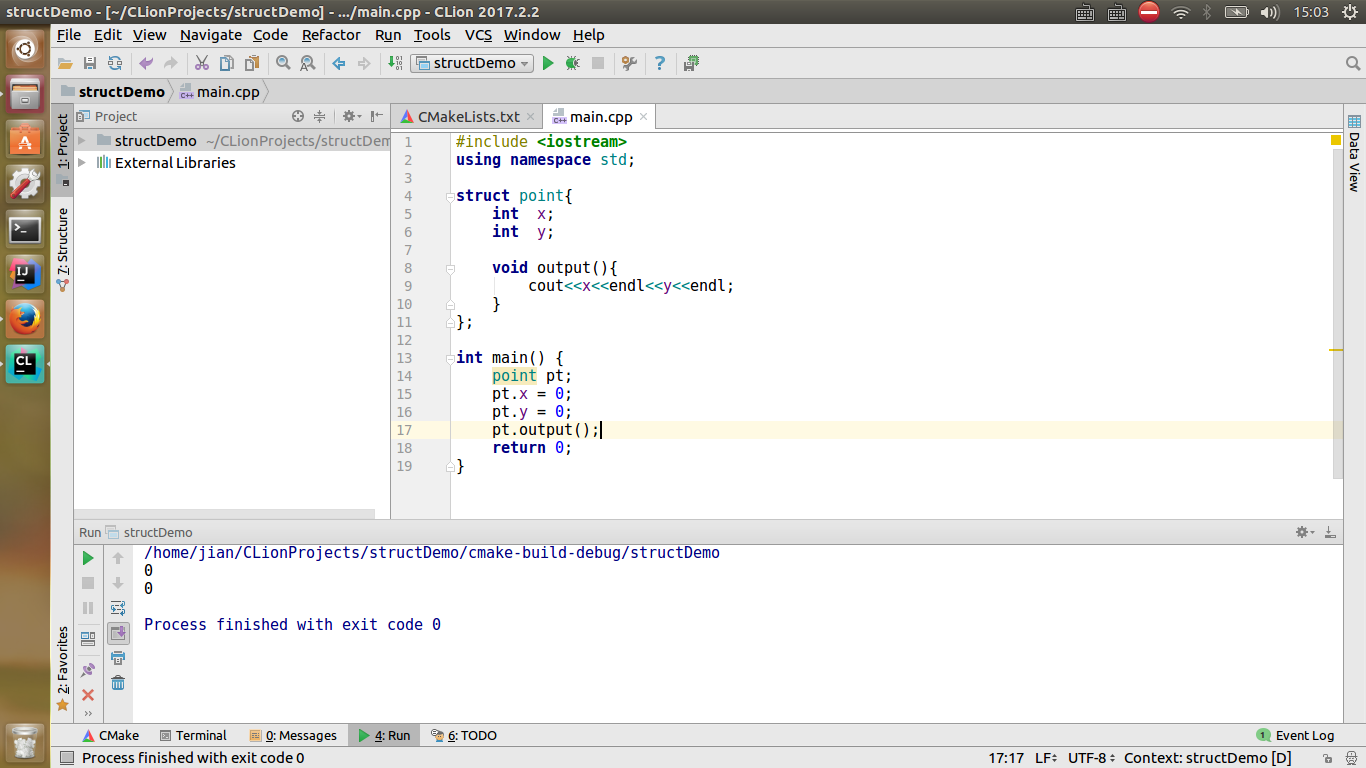 structDemo - [~/CLionProjects/structDemo] - .../main.cpp - CLion 2017.2.2
15:03
File Edit View Navigate Code Refactor Run Tools VCS Window Help
structDemo
structDemo main.cpp
1: Project
7: Structure
2: Favorites
Project
structDemo ~/CLionProjects/structDem
External Libraries
CMakeLists.txt main.cpp
1 #include <iostream>
2 using namespace std;
3
4 struct point{
5 int  x;
6 int  y;
7
8 void output(){
9 cout<<x<<endl<<y<<endl;
10 }
11 };
12
13 int main() {
14 point pt;
15 pt.x = 0;
16 pt.y = 0;
17 pt.output();
18 return 0;
19 }
Data View
Run structDemo
/home/jian/CLionProjects/structDemo/cmake-build-debug/structDemo
0
0
Process finished with exit code 0
CMake Terminal 0: Messages 4: Run 6: TODO 1 Event Log
Process finished with exit code 0 17:17 LF UTF-8 Context: structDemo [D]